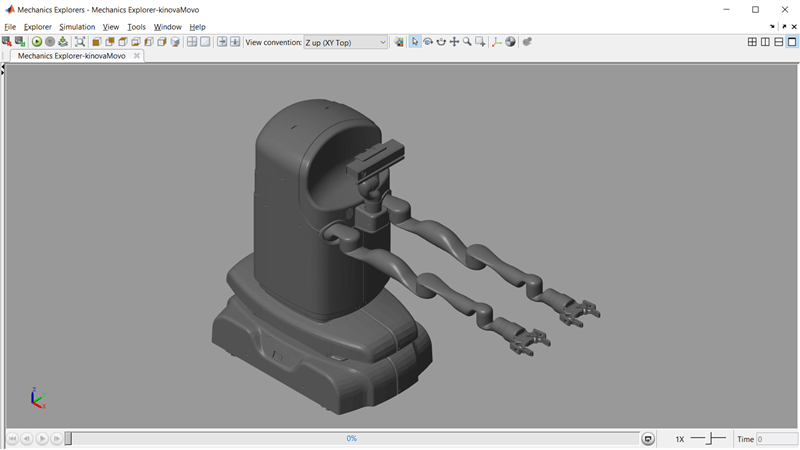 Mechanics Explorers - Mechanics Explorer-kinovaMovo
File Explorer Simulation View Tools Window Help
View convention: Z up (XY Top)
Mechanics Explorer-kinovaMovo
Z
Y
X
0% 1X Time 0